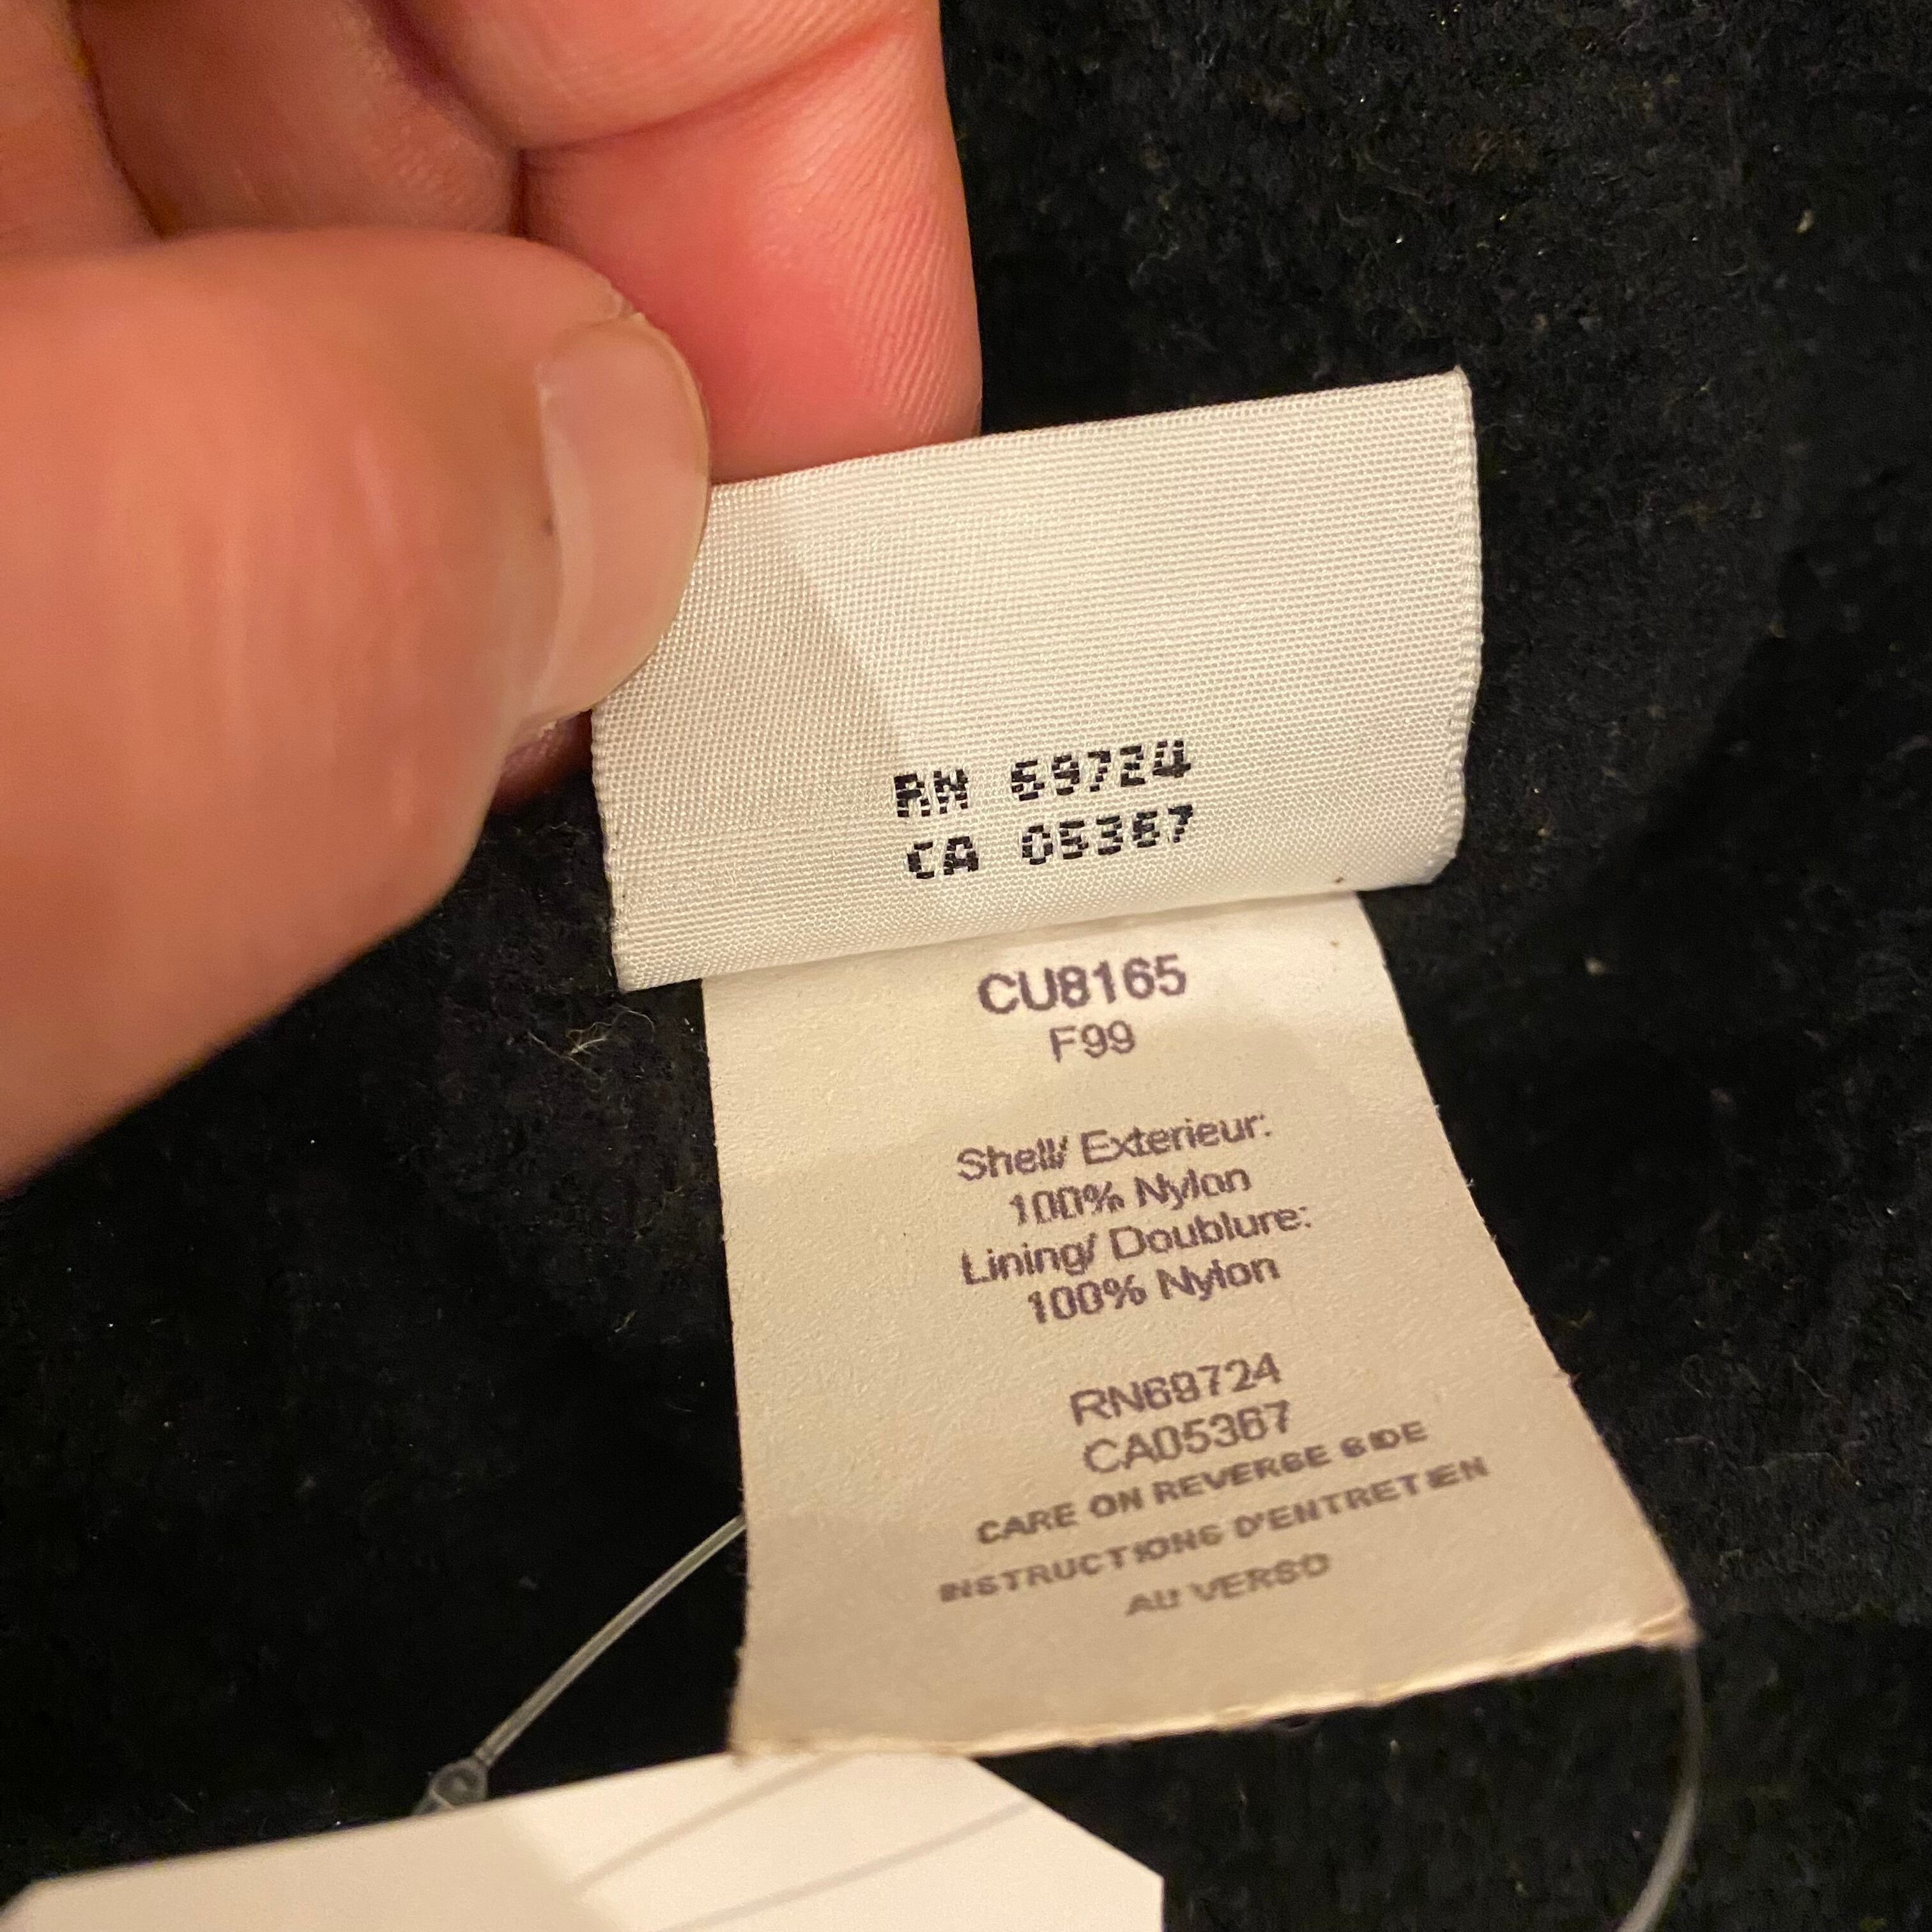 RN 69724
CA 05367
CU8165
F99
Shell/ Exterieur:
100% Nylon
Lining/ Doublure:
100% Nylon
RN69724
CA05367
CARE ON REVERSE SIDE
INSTRUCTIONS D'ENTRETIEN
AU VERSO